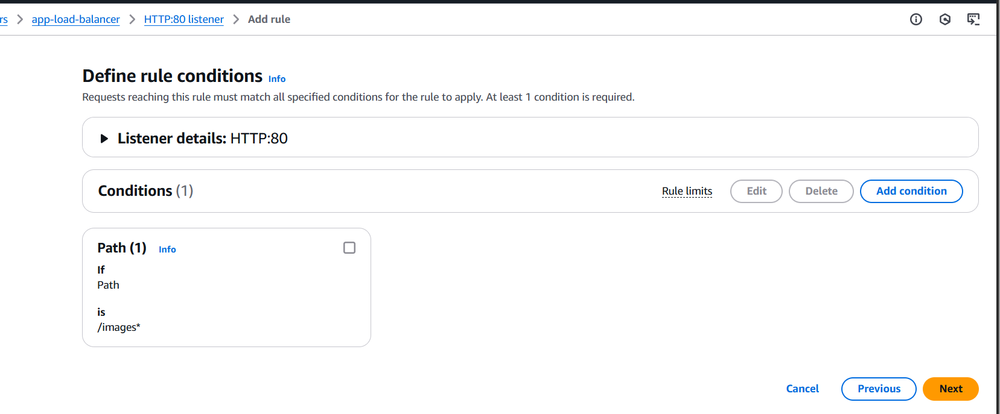 rs > app-load-balancer > HTTP:80 listener > Add rule
Define rule conditions Info
Requests reaching this rule must match all specified conditions for the rule to apply. At least 1 condition is required.
Listener details: HTTP:80
Conditions (1) Rule limits Edit Delete Add condition
Path (1) Info
If
Path
is
/images*
Cancel Previous Next